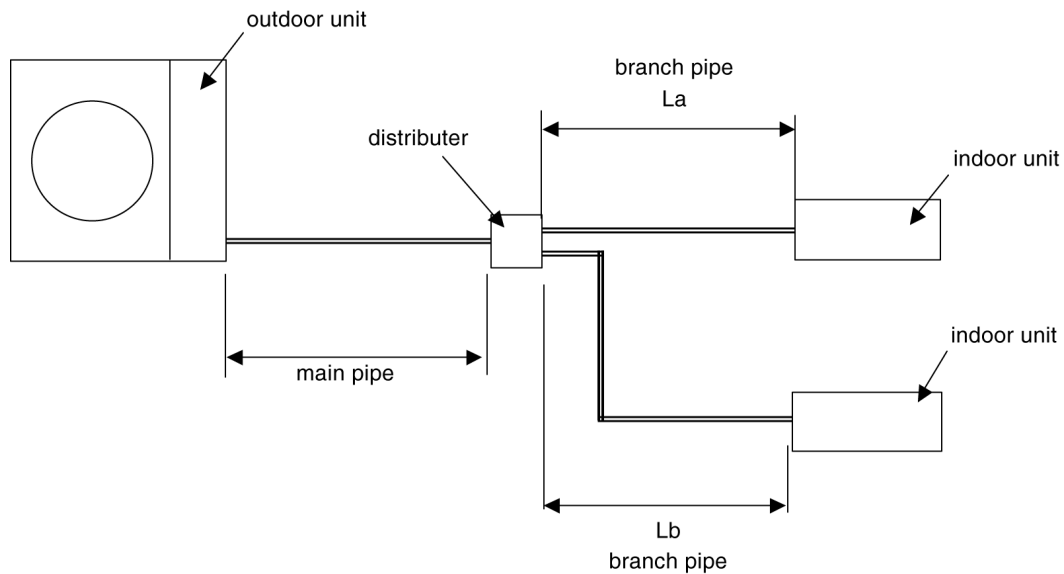 outdoor unit
branch pipe
La
distributer
indoor unit
main pipe
indoor unit
Lb
branch pipe